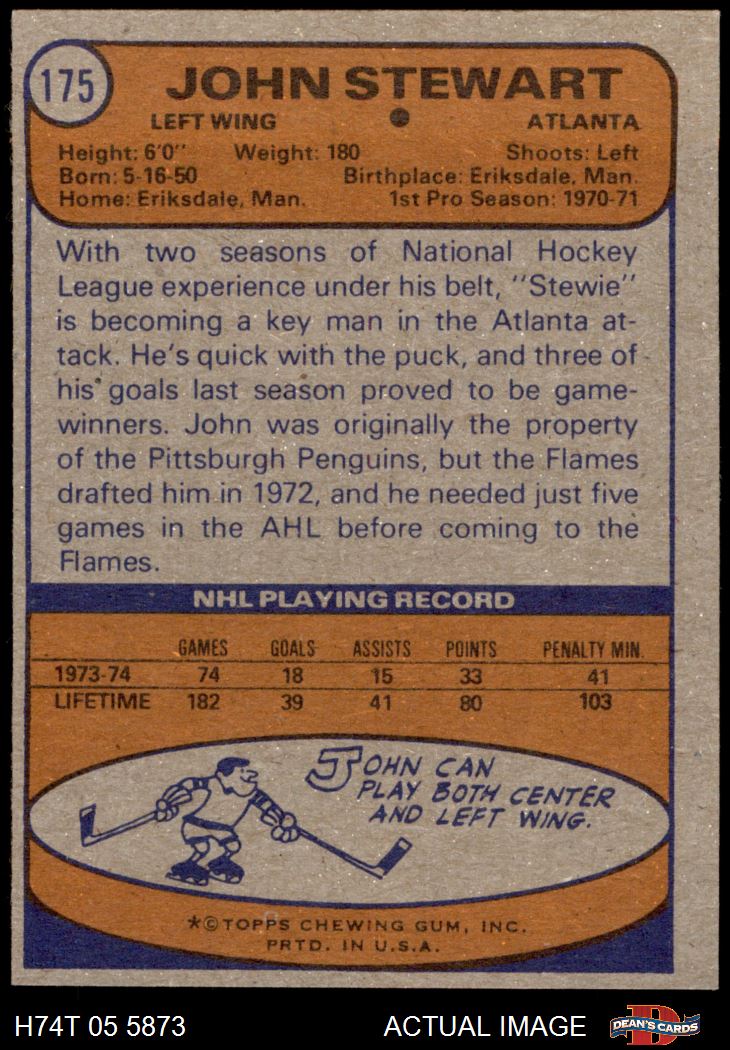 175
JOHN STEWART
LEFT WING ATLANTA
Height: 6'0'' Weight: 180 Shoots: Left
Born: 5-16-50 Birthplace: Eriksdale, Man.
Home: Eriksdale, Man. 1st Pro Season: 1970-71
With two seasons of National Hockey
League experience under his belt, ''Stewie''
is becoming a key man in the Atlanta at-
tack. He's quick with the puck, and three of
his goals last season proved to be game-
winners. John was originally the property
of the Pittsburgh Penguins, but the Flames
drafted him in 1972, and he needed just five
games in the AHL before coming to the
Flames.
NHL PLAYING RECORD
GAMES GOALS ASSISTS POINTS PENALTY MIN.
1973-74 74 18 15 33 41
LIFETIME 182 39 41 80 103
JOHN CAN
PLAY BOTH CENTER
AND LEFT WING.
*©TOPPS CHEWING GUM, INC.
PRTD. IN U.S.A.
H74T 05 5873 ACTUAL IMAGE D DEAN'S CARDS